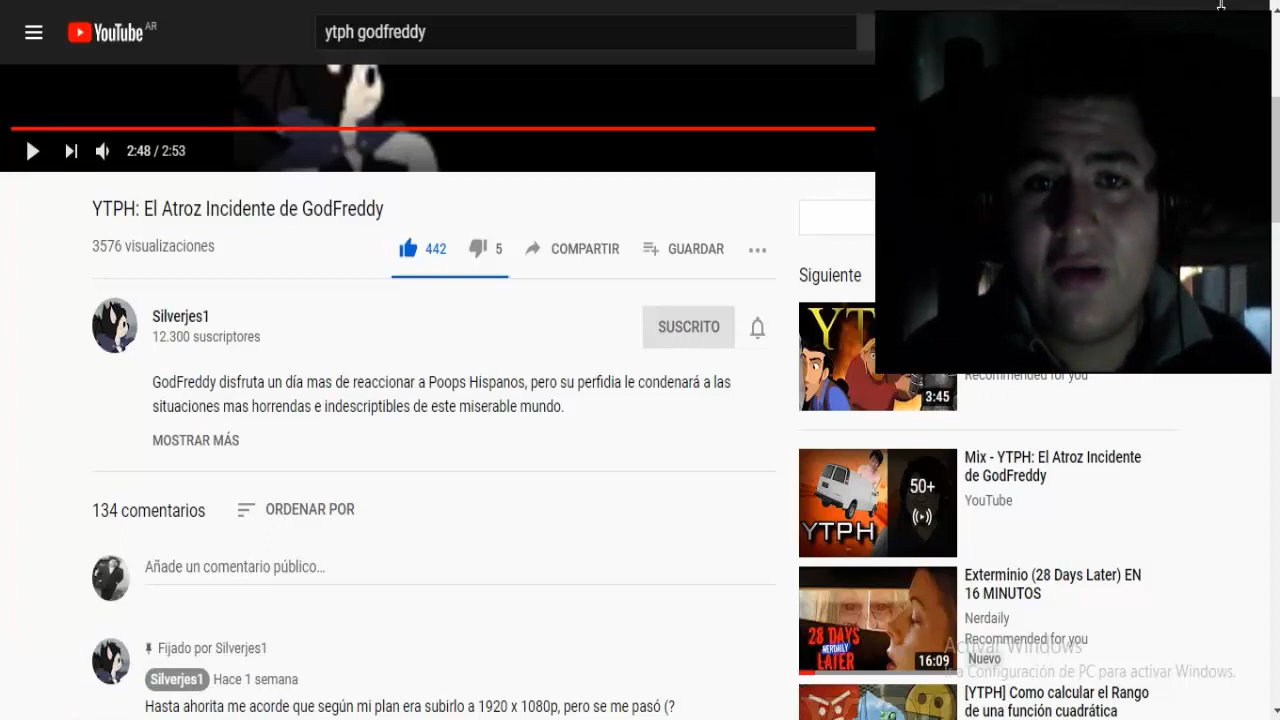 YouTube AR
ytph godfreddy
2:48 / 2:53
YTPH: El Atroz Incidente de GodFreddy
3576 visualizaciones
442
5
COMPARTIR
GUARDAR
Silverjes1
12.300 suscriptores
SUSCRITO
GodFreddy disfruta un día mas de reaccionar a Poops Hispanos, pero su perfidia le condenará a las
situaciones mas horrendas e indescriptibles de este miserable mundo.
MOSTRAR MÁS
134 comentarios
ORDENAR POR
Añade un comentario público...
Fijado por Silverjes1
Silverjes1 Hace 1 semana
Hasta ahorita me acorde que según mi plan era subirlo a 1920 x 1080p, pero se me pasó (?
Siguiente
YT
3:45
Recommended for you
50+
YTPH
Mix - YTPH: El Atroz Incidente
de GodFreddy
YouTube
28 DAYS
NERDAILY
LATER
16:09
Exterminio (28 Days Later) EN
16 MINUTOS
Nerdaily
Recommended for you
Nuevo
Activar Windows
Ir a Configuración de PC para activar Windows.
[YTPH] Como calcular el Rango
de una función cuadrática